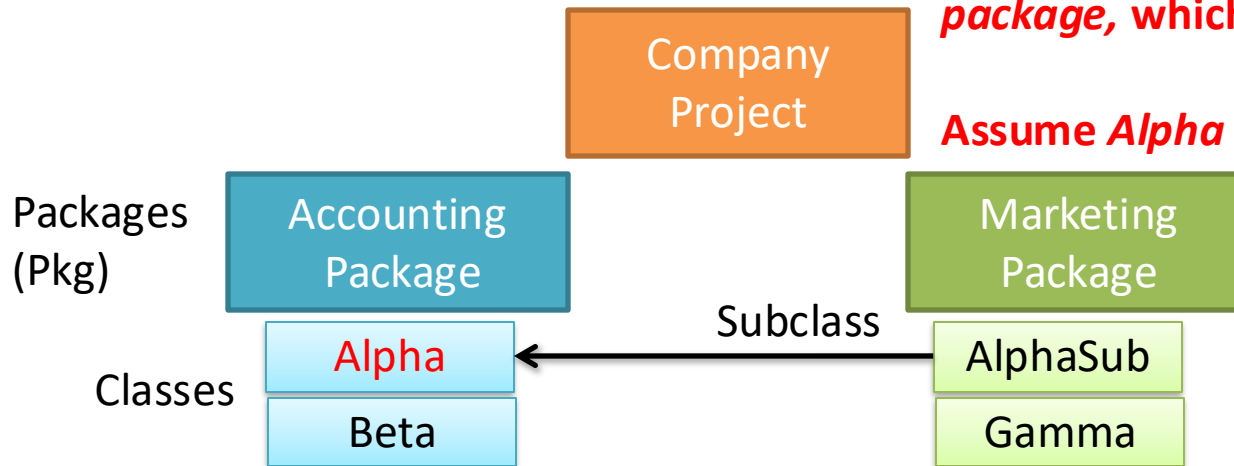 package, which
Company
Project
Assume Alpha
Packages
(Pkg)
Accounting
Package
Marketing
Package
Subclass
Classes
Alpha
AlphaSub
Beta
Gamma